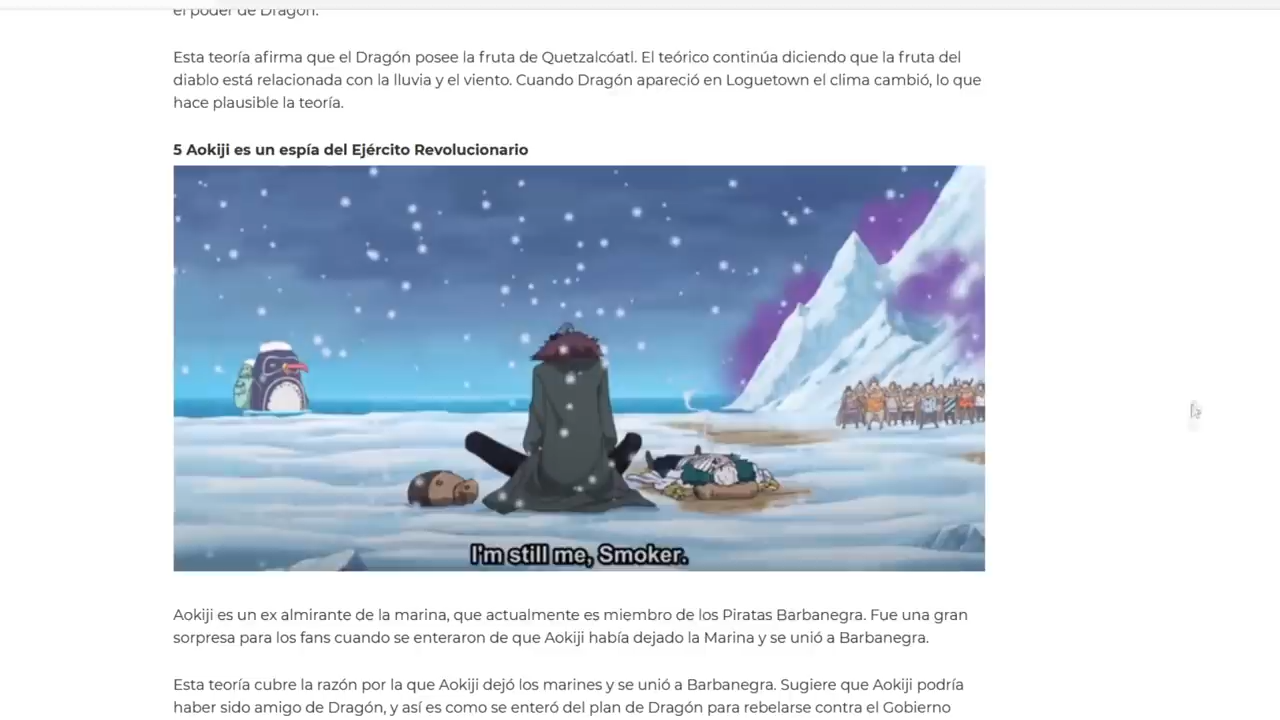 el poder de Dragón.
Esta teoría afirma que el Dragón posee la fruta de Quetzalcóatl. El teórico continúa diciendo que la fruta del
diablo está relacionada con la lluvia y el viento. Cuando Dragón apareció en Loguetown el clima cambió, lo que
hace plausible la teoría.
5 Aokiji es un espía del Ejército Revolucionario
I'm still me, Smoker.
Aokiji es un ex almirante de la marina, que actualmente es miembro de los Piratas Barbanegra. Fue una gran
sorpresa para los fans cuando se enteraron de que Aokiji había dejado la Marina y se unió a Barbanegra.
Esta teoría cubre la razón por la que Aokiji dejó los marines y se unió a Barbanegra. Sugiere que Aokiji podría
haber sido amigo de Dragón, y así es como se enteró del plan de Dragón para rebelarse contra el Gobierno